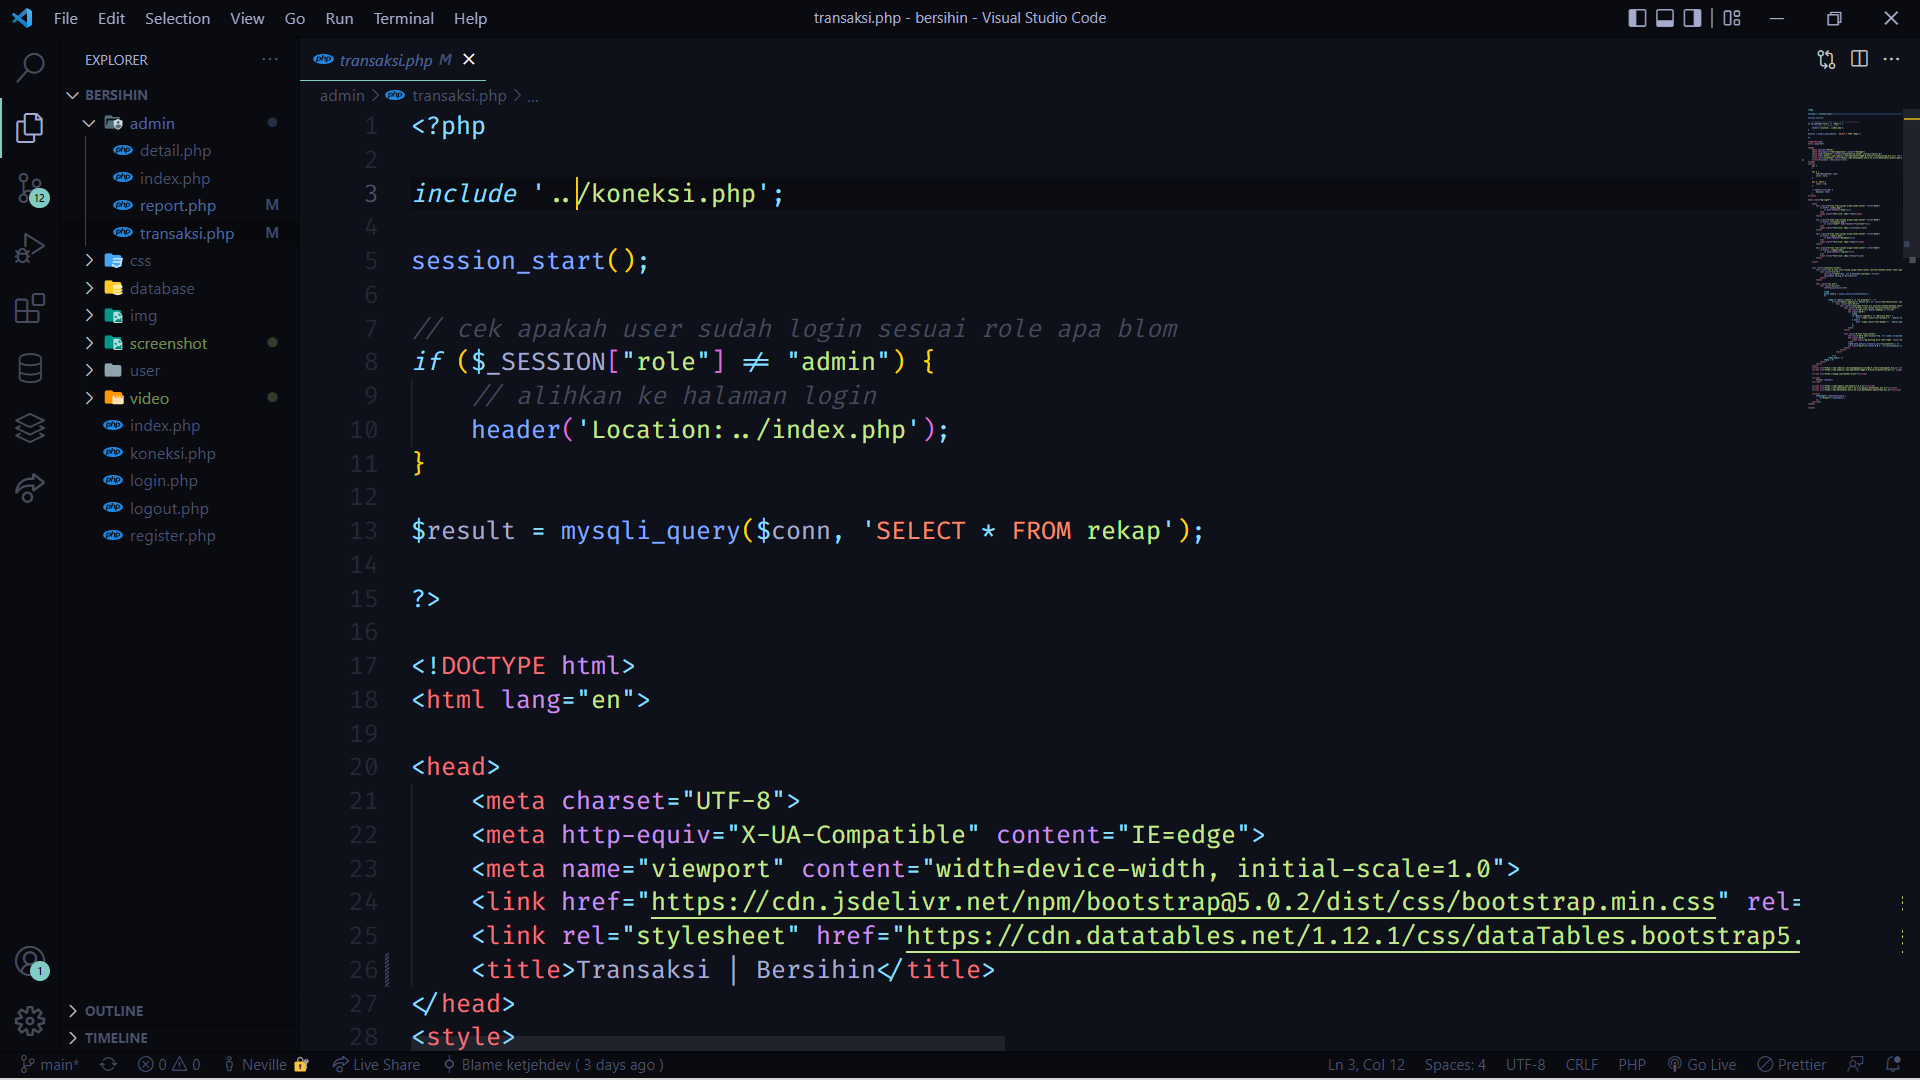 File Edit Selection View Go Run Terminal Help
transaksi.php - bersihin - Visual Studio Code
EXPLORER
BERSIHIN
admin
detail.php
index.php
report.php M
transaksi.php M
css
database
img
screenshot
user
video
index.php
koneksi.php
login.php
logout.php
register.php
OUTLINE
TIMELINE
12
1
transaksi.php M
admin > transaksi.php > ...
1 <?php
2
3 include '../koneksi.php';
4
5 session_start();
6
7 // cek apakah user sudah login sesuai role apa blom
8 if ($_SESSION["role"] != "admin") {
9 // alihkan ke halaman login
10 header('Location:../index.php');
11 }
12
13 $result = mysqli_query($conn, 'SELECT * FROM rekap');
14
15 ?>
16
17 <!DOCTYPE html>
18 <html lang="en">
19
20 <head>
21 <meta charset="UTF-8">
22 <meta http-equiv="X-UA-Compatible" content="IE=edge">
23 <meta name="viewport" content="width=device-width, initial-scale=1.0">
24 <link href="https://cdn.jsdelivr.net/npm/bootstrap@5.0.2/dist/css/bootstrap.min.css" rel=
25 <link rel="stylesheet" href="https://cdn.datatables.net/1.12.1/css/dataTables.bootstrap5.
26 <title>Transaksi | Bersihin</title>
27 </head>
28 <style>
main* 0 0 Neville Live Share Blame ketjehdev ( 3 days ago ) Ln 3, Col 12 Spaces: 4 UTF-8 CRLF PHP Go Live Prettier